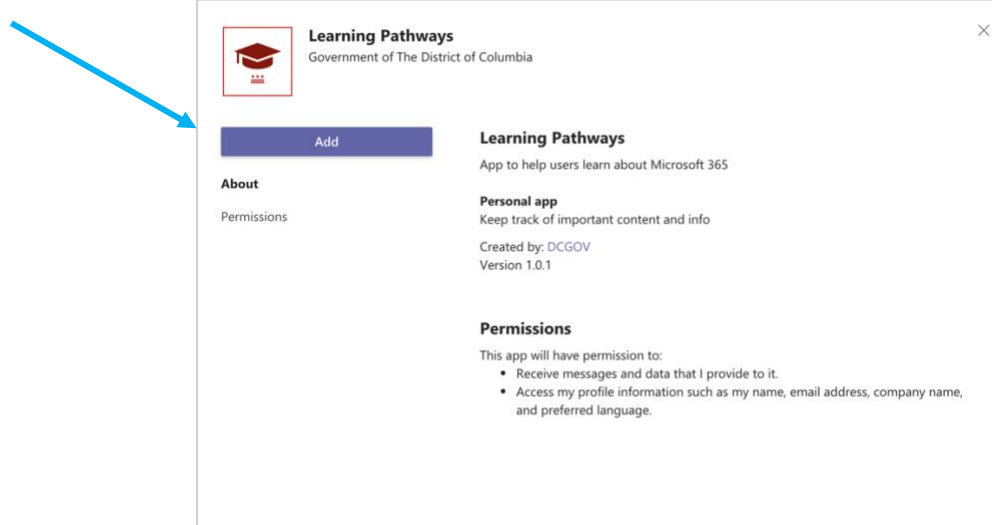 Learning Pathways
Government of The District of Columbia
Add
About
Permissions
Learning Pathways
App to help users learn about Microsoft 365
Personal app
Keep track of important content and info
Created by: DCGOV
Version 1.0.1
Permissions
This app will have permission to:
• Receive messages and data that I provide to it.
• Access my profile information such as my name, email address, company name,
and preferred language.